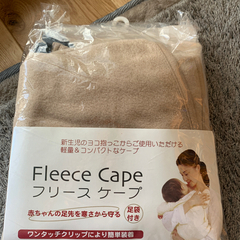 新生児のヨコ抱っこからご使用いただける
軽量&コンパクトなケープ
Fleece Cape
フリース ケープ
赤ちゃんの足先を寒さから守る
足袋
付き
ワンタッチクリップにより簡単装着